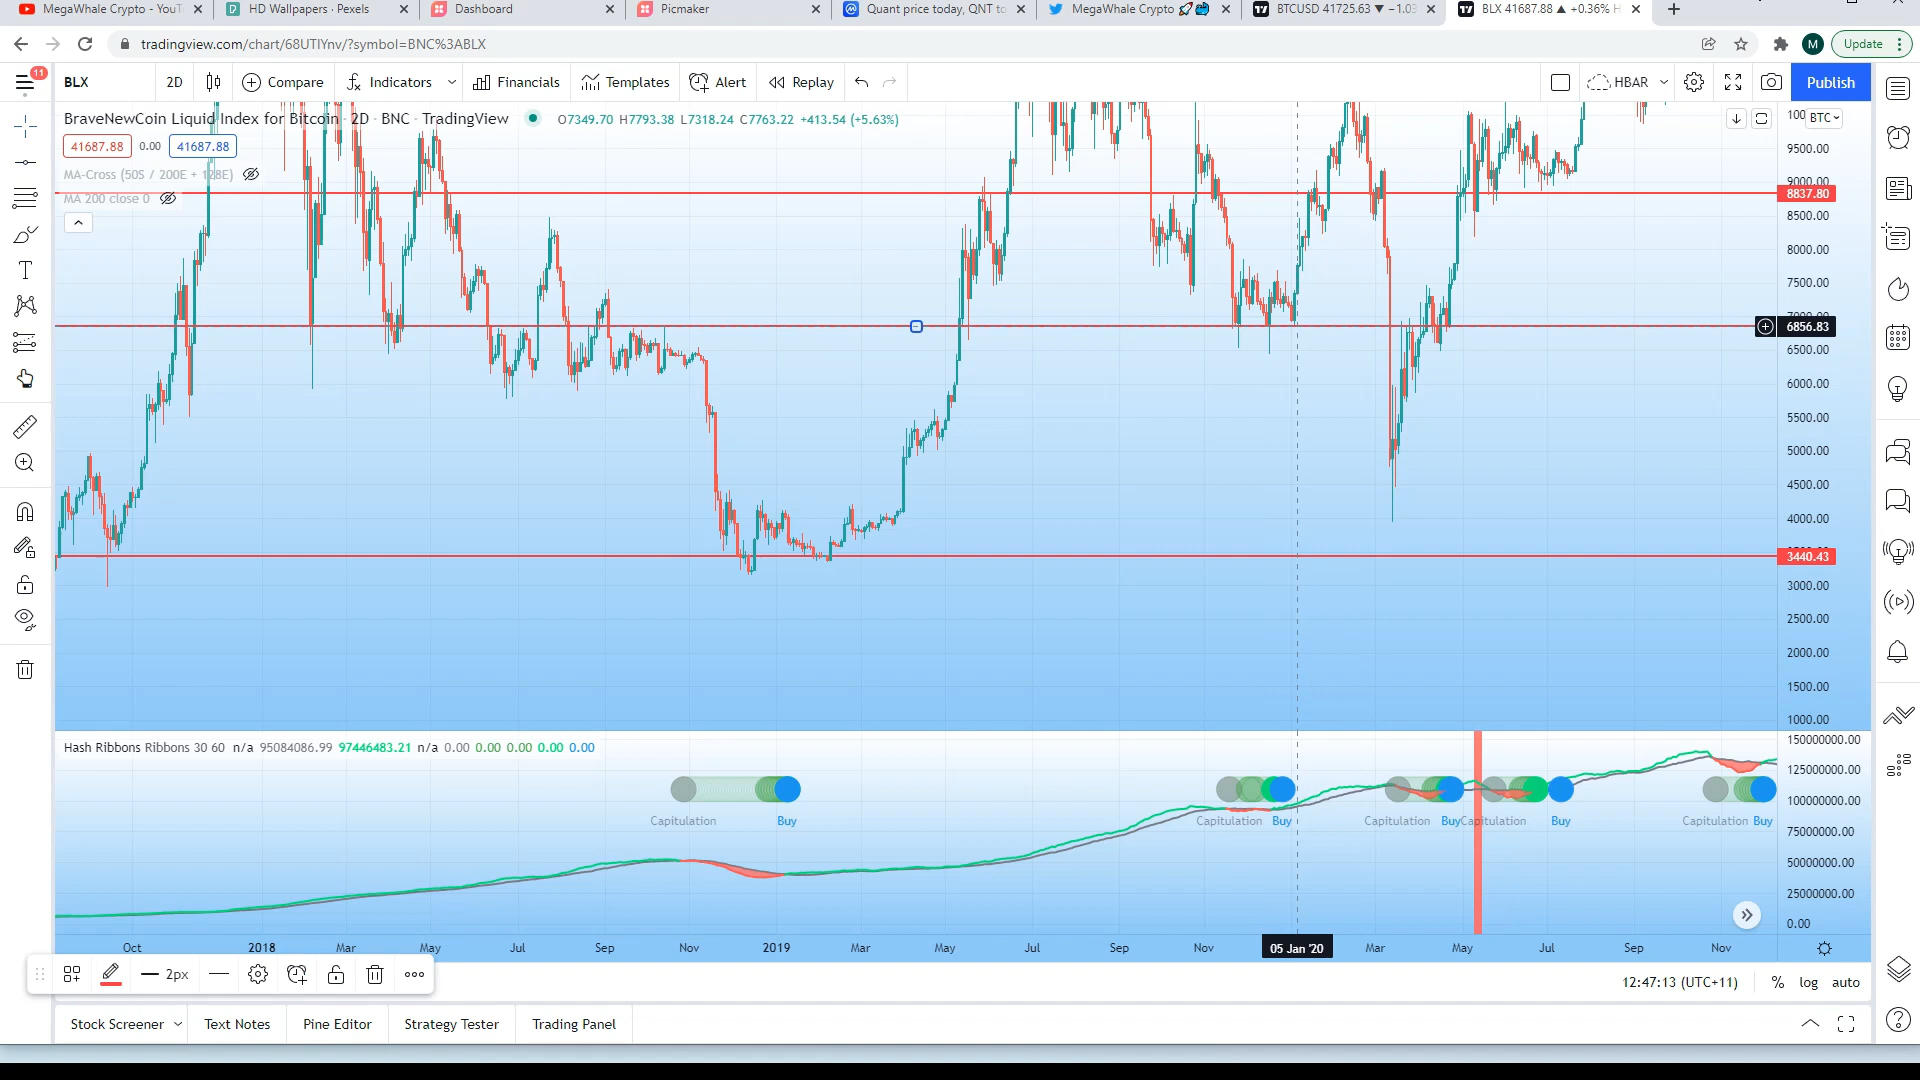 MegaWhale Crypto - YouT
HD Wallpapers · Pexels
Dashboard
Picmaker
Quant price today, QNT to
MegaWhale Crypto 🚀🐳
BTCUSD 41725.63 ▼ −1.03
BLX 41687.88 ▲ +0.36% H
tradingview.com/chart/68UTIYnv/?symbol=BNC%3ABLX
M
Update
11
BLX
2D
Compare
Indicators
Financials
Templates
Alert
Replay
HBAR
Publish
BraveNewCoin Liquid Index for Bitcoin · 2D · BNC · TradingView
O7349.70 H7793.38 L7318.24 C7763.22 +413.54 (+5.63%)
BTC
41687.88 0.00 41687.88
MA-Cross (50S / 200E + 128E)
MA 200 close 0
9500.00
9000.00
8837.80
8500.00
8000.00
7500.00
6856.83
6500.00
6000.00
5500.00
5000.00
4500.00
4000.00
3440.43
3000.00
2500.00
2000.00
1500.00
1000.00
Hash Ribbons Ribbons 30 60 n/a 95084086.99 97446483.21 n/a 0.00 0.00 0.00 0.00 0.00
150000000.00
125000000.00
100000000.00
75000000.00
50000000.00
25000000.00
0.00
Capitulation Buy Capitulation Buy Capitulation Buy Capitulation Buy Capitulation Buy
Oct 2018 Mar May Jul Sep Nov 2019 Mar May Jul Sep Nov 05 Jan '20 Mar May Jul Sep Nov
2px
12:47:13 (UTC+11) % log auto
Stock Screener Text Notes Pine Editor Strategy Tester Trading Panel